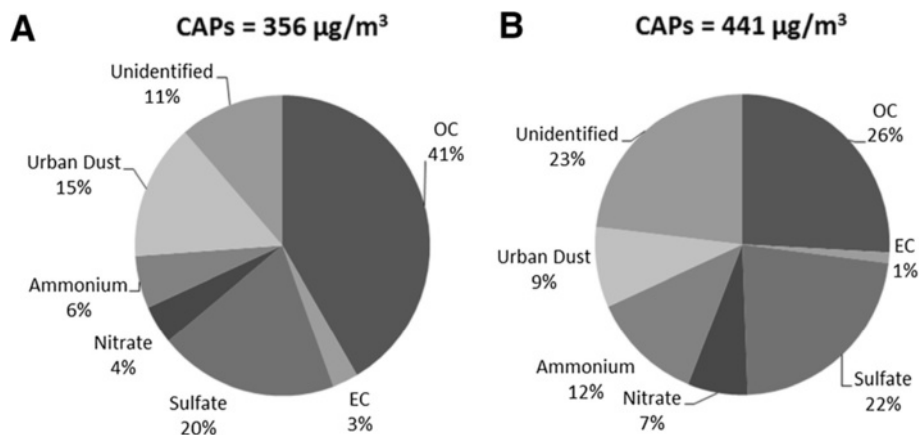 A
CAPs = 356 µg/m³
Unidentified
11%
OC
41%
Urban Dust
15%
Ammonium
6%
Nitrate
4%
Sulfate
20%
EC
3%
B
CAPs = 441 µg/m³
Unidentified
23%
OC
26%
EC
1%
Urban Dust
9%
Ammonium
12%
Nitrate
7%
Sulfate
22%